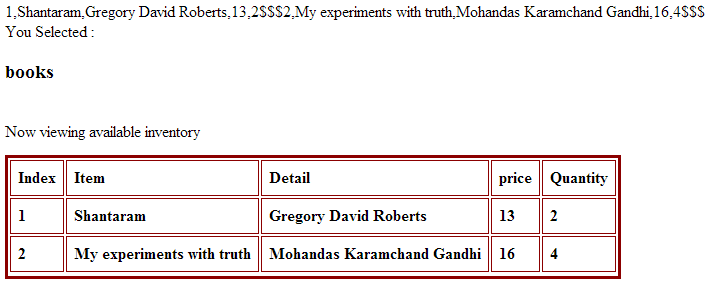 1,Shantaram,Gregory David Roberts,13,2$$$2,My experiments with truth,Mohandas Karamchand Gandhi,16,4$$$
You Selected :
books
Now viewing available inventory
Index Item Detail price Quantity
1 Shantaram Gregory David Roberts 13 2
2 My experiments with truth Mohandas Karamchand Gandhi 16 4